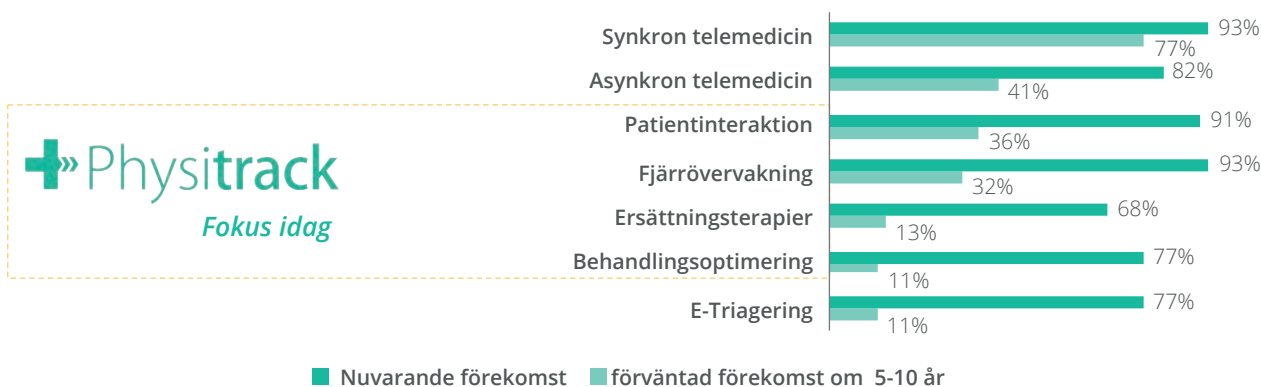 Synkron telemedicin 93%
77%
Asynkron telemedicin 82%
41%
Patientinteraktion 91%
36%
Physitrack
Fjärrövervakning 93%
32%
Fokus idag
Ersättningsterapier 68%
13%
Behandlingsoptimering 77%
11%
E-Triagering 77%
11%
Nuvarande förekomst förväntad förekomst om 5-10 år